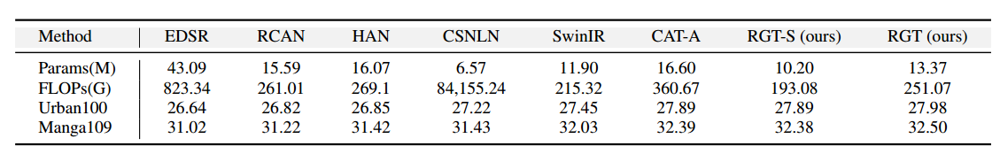 Method EDSR RCAN HAN CSNLN SwinIR CAT-A RGT-S (ours) RGT (ours)
Params(M) 43.09 15.59 16.07 6.57 11.90 16.60 10.20 13.37
FLOPs(G) 823.34 261.01 269.1 84,155.24 215.32 360.67 193.08 251.07
Urban100 26.64 26.82 26.85 27.22 27.45 27.89 27.89 27.98
Manga109 31.02 31.22 31.42 31.43 32.03 32.39 32.38 32.50